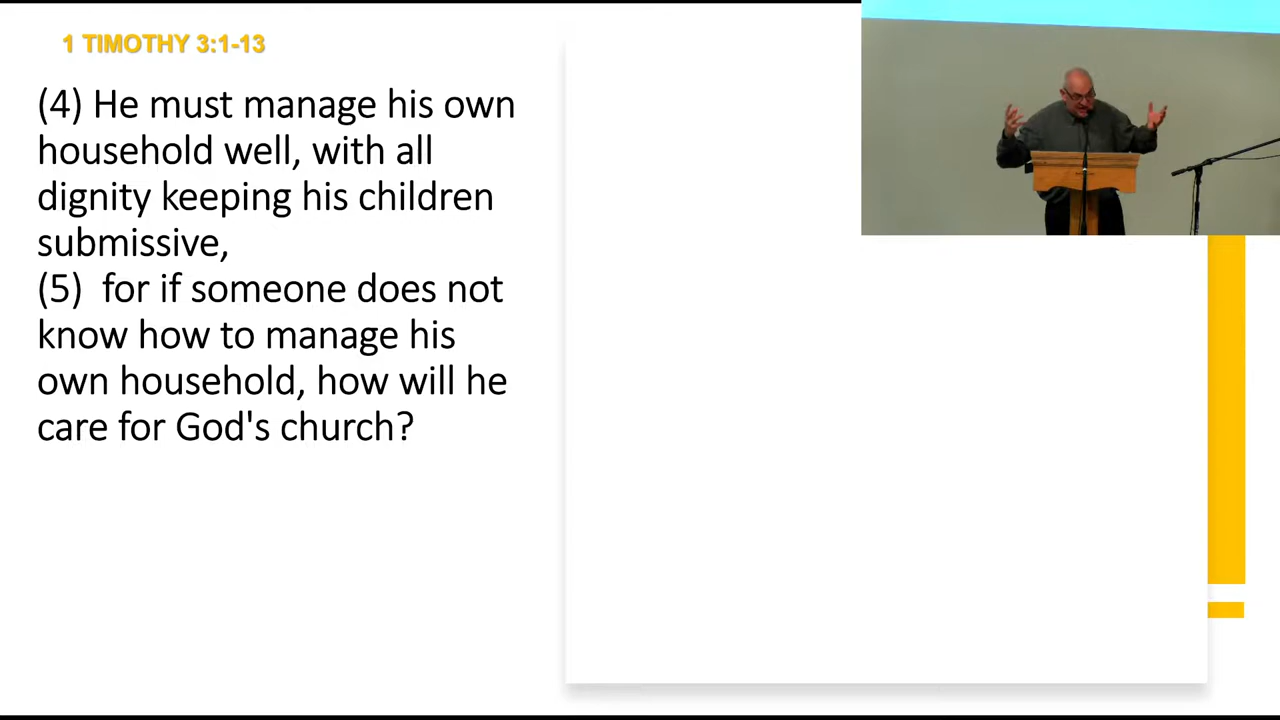 1 TIMOTHY 3:1-13
(4) He must manage his own
household well, with all
dignity keeping his children
submissive,
(5)  for if someone does not
know how to manage his
own household, how will he
care for God's church?